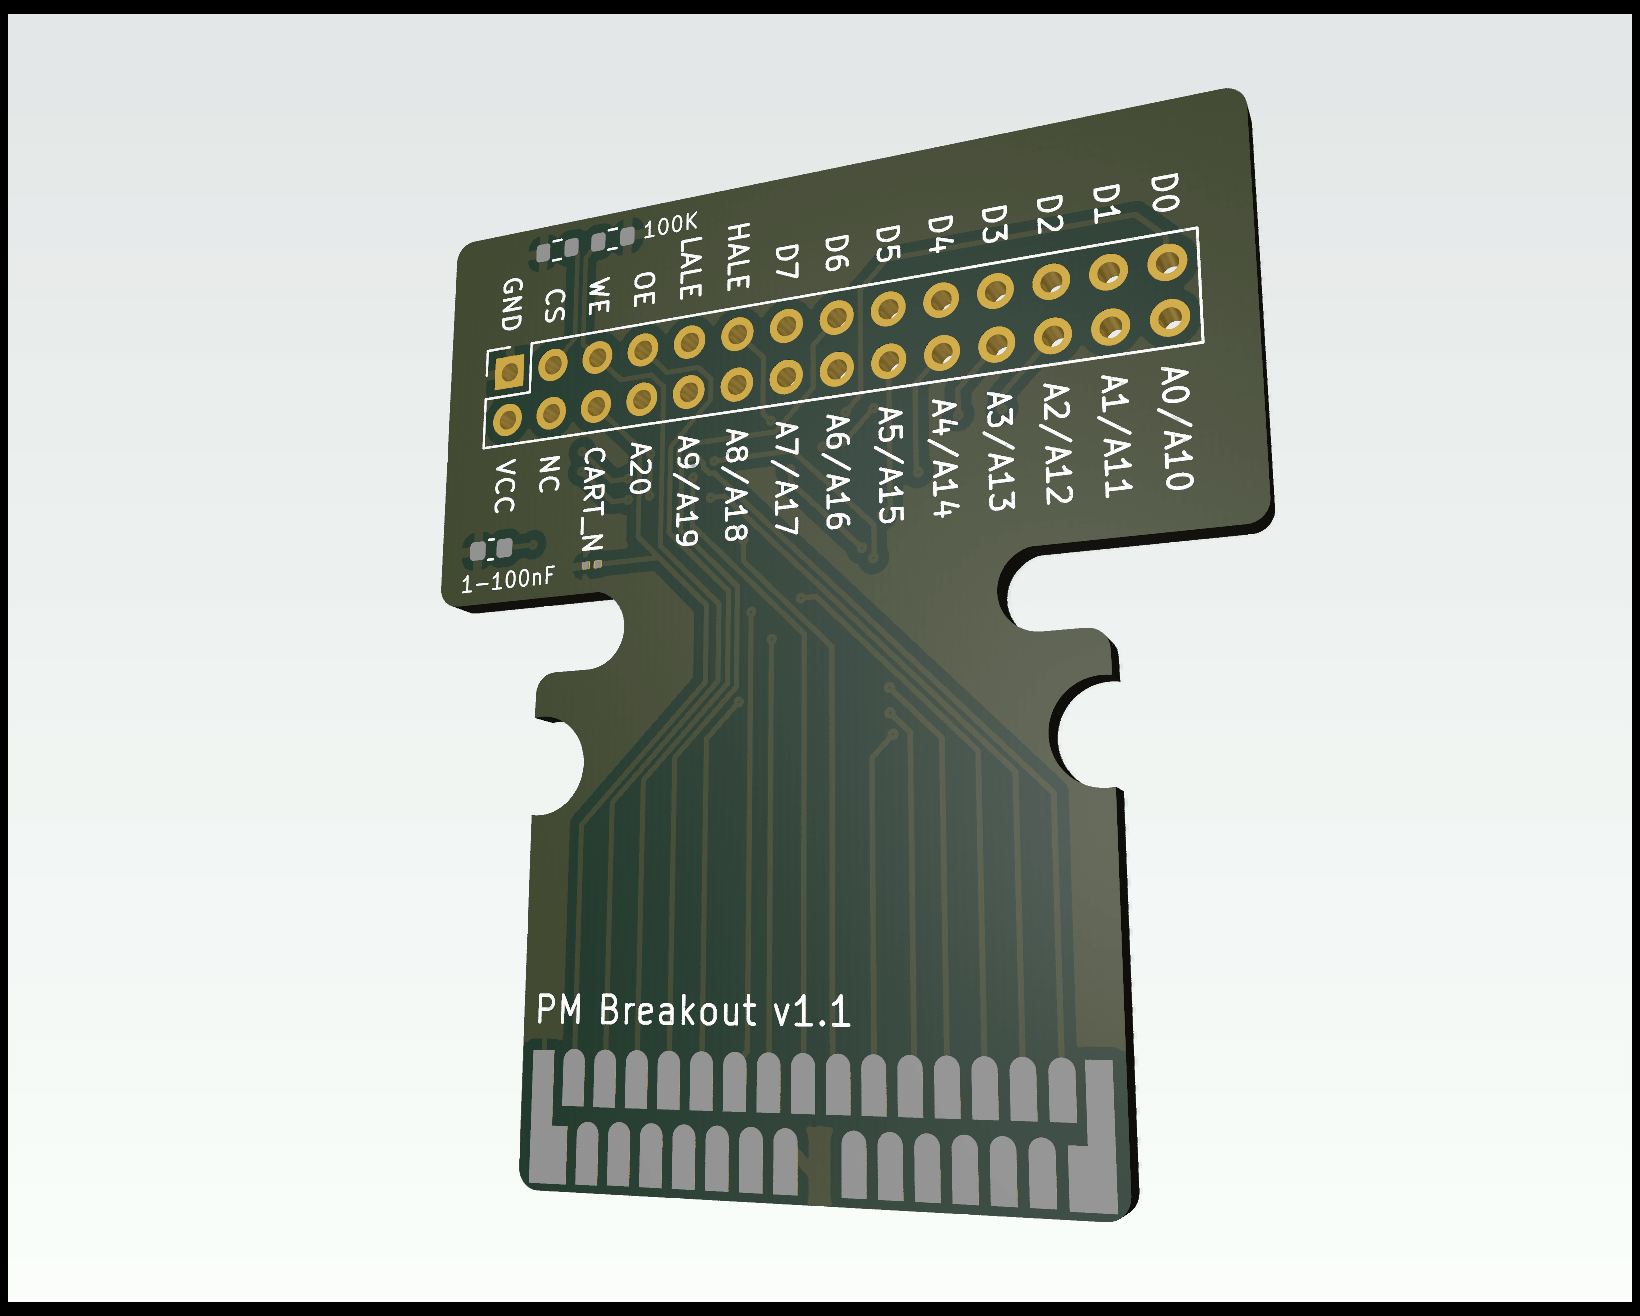 100K
GND
CS
WE
OE
LALE
HALE
D7
D6
D5
D4
D3
D2
D1
D0
VCC
NC
CART_N
A20
A9/A19
A8/A18
A7/A17
A6/A16
A5/A15
A4/A14
A3/A13
A2/A12
A1/A11
A0/A10
1-100nF
PM Breakout v1.1